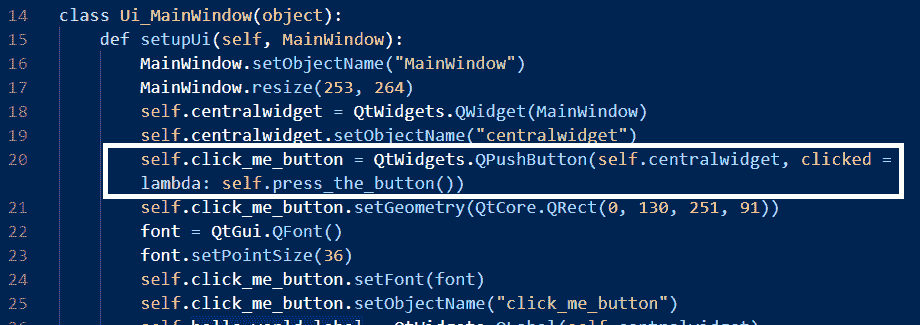 14 class Ui_MainWindow(object):
15 def setupUi(self, MainWindow):
16 MainWindow.setObjectName("MainWindow")
17 MainWindow.resize(253, 264)
18 self.centralwidget = QtWidgets.QWidget(MainWindow)
19 self.centralwidget.setObjectName("centralwidget")
20 self.click_me_button = QtWidgets.QPushButton(self.centralwidget, clicked =
lambda: self.press_the_button())
21 self.click_me_button.setGeometry(QtCore.QRect(0, 130, 251, 91))
22 font = QtGui.QFont()
23 font.setPointSize(36)
24 self.click_me_button.setFont(font)
25 self.click_me_button.setObjectName("click_me_button")